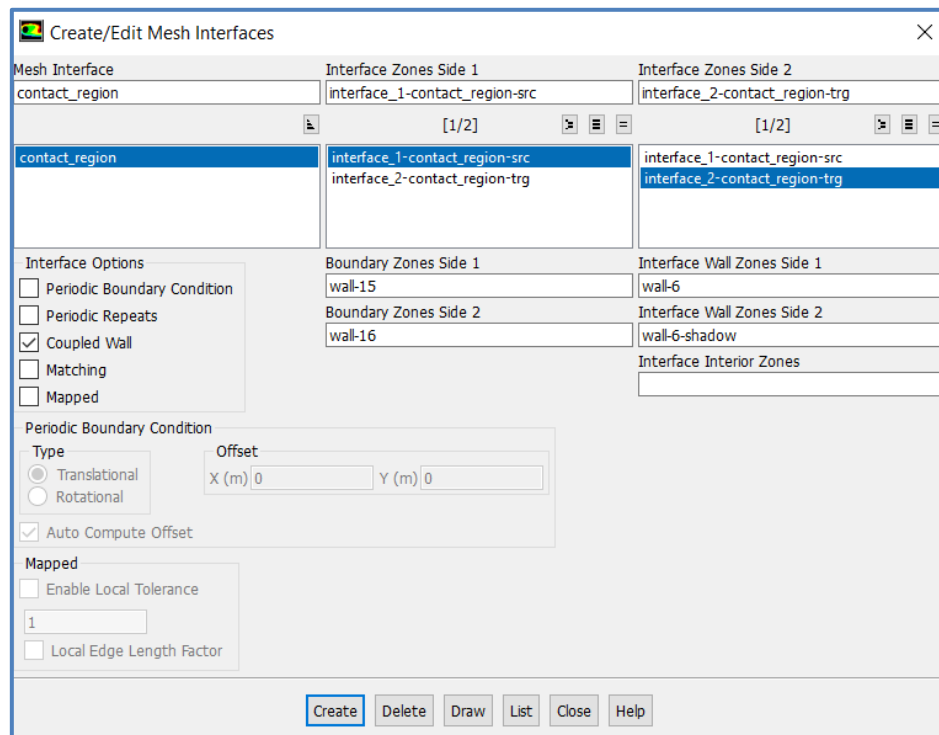 Create/Edit Mesh Interfaces
Mesh Interface
contact_region
contact_region
Interface Zones Side 1
interface_1-contact_region-src
[1/2]
interface_1-contact_region-src
interface_2-contact_region-trg
Interface Zones Side 2
interface_2-contact_region-trg
[1/2]
interface_1-contact_region-src
interface_2-contact_region-trg
Interface Options
Periodic Boundary Condition
Periodic Repeats
Coupled Wall
Matching
Mapped
Boundary Zones Side 1
wall-15
Boundary Zones Side 2
wall-16
Interface Wall Zones Side 1
wall-6
Interface Wall Zones Side 2
wall-6-shadow
Interface Interior Zones
Periodic Boundary Condition
Type
Translational
Rotational
Offset
X (m) 0
Y (m) 0
Auto Compute Offset
Mapped
Enable Local Tolerance
1
Local Edge Length Factor
Create
Delete
Draw
List
Close
Help